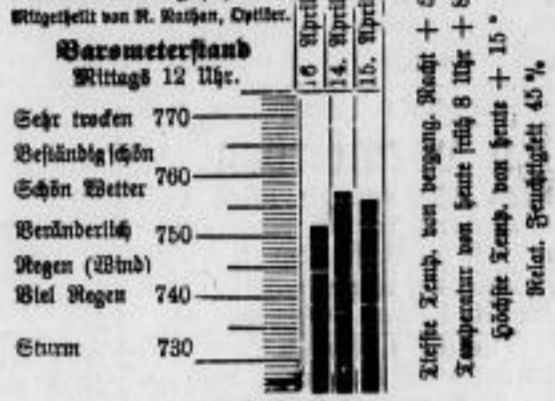 Mitgetheilt von R. Nathan, Optiker.
Barometerstand
Mittags 12 Uhr.
16 April
14. April
15. April
Sehr trocken 770
Beständig schön
Schön Wetter 760
Veränderlich 750
Regen (Wind)
Viel Regen 740
Sturm 730
Tiefste Temp. von vergang. Nacht +
Temperatur von heute früh 8 Uhr +
Höchste Temp. von heute + 15 °
Relat. Feuchtigkeit 45 %